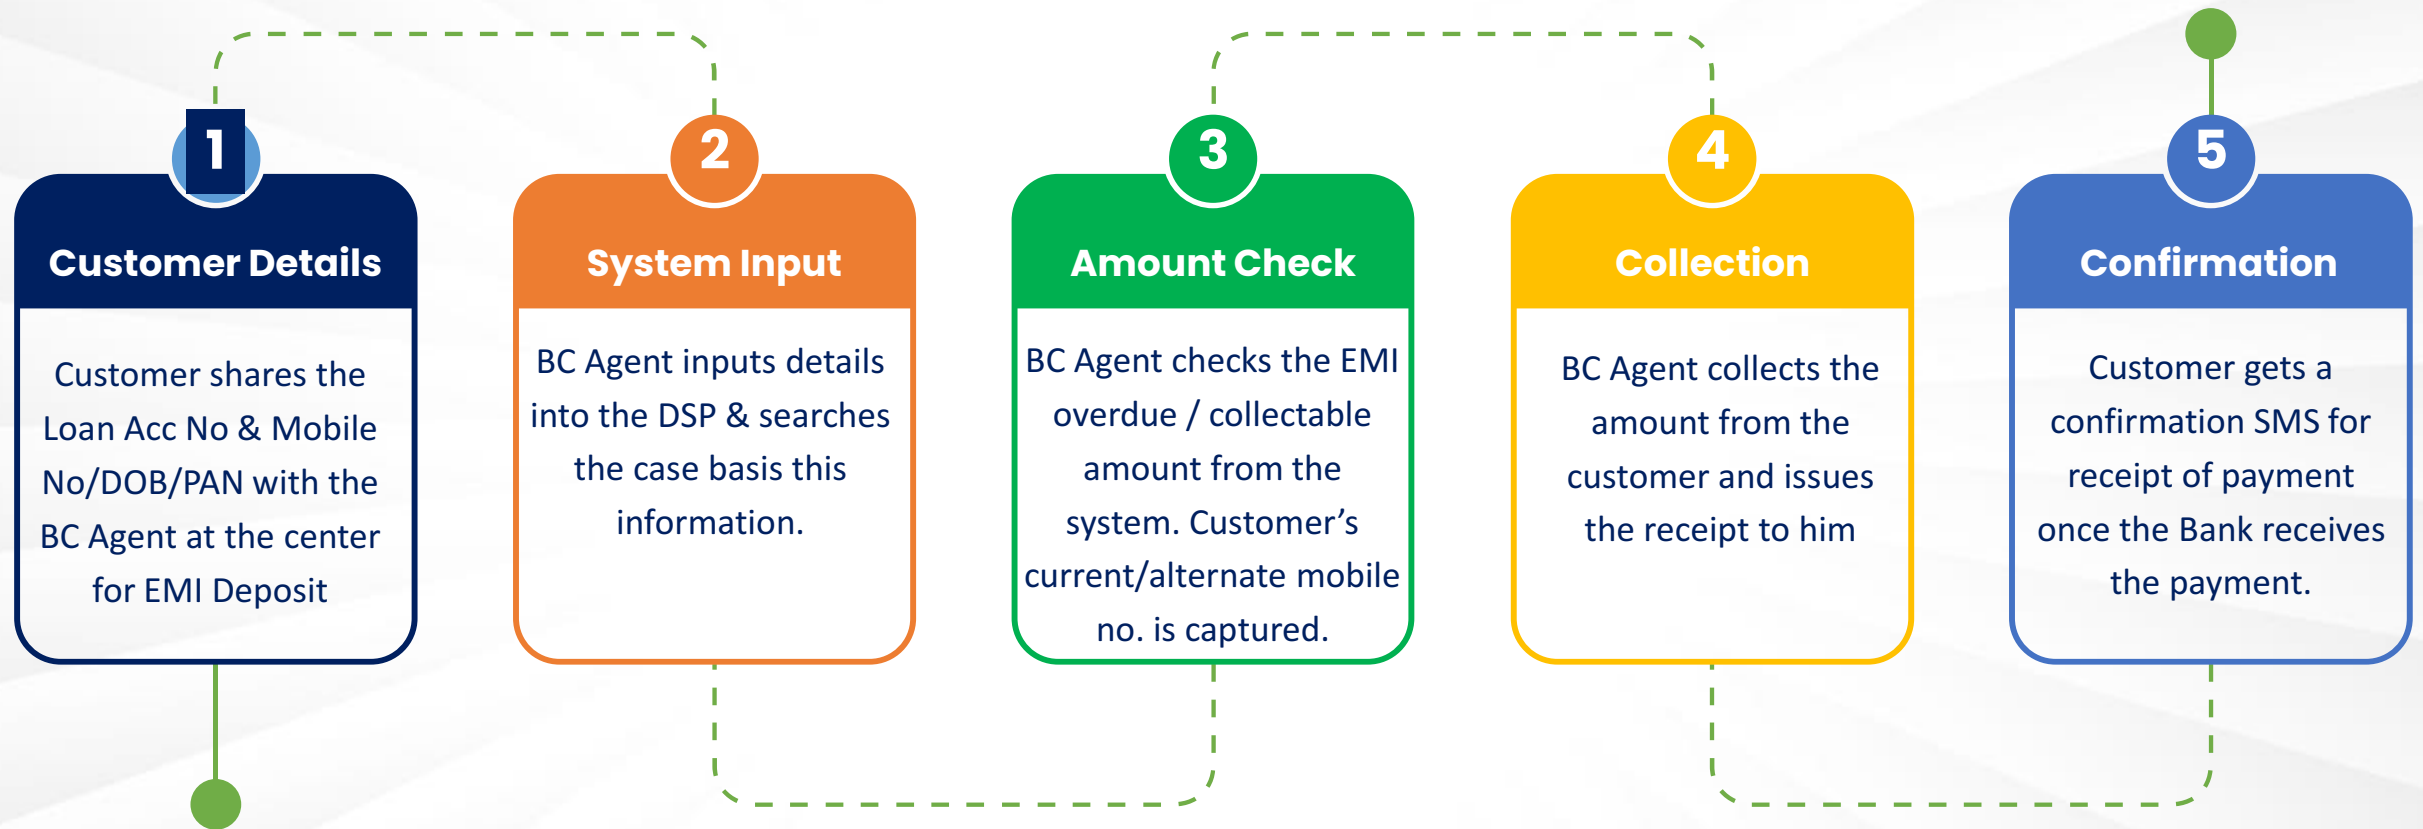 1
Customer Details
Customer shares the
Loan Acc No & Mobile
No/DOB/PAN with the
BC Agent at the center
for EMI Deposit
2
System Input
BC Agent inputs details
into the DSP & searches
the case basis this
information.
3
Amount Check
BC Agent checks the EMI
overdue / collectable
amount from the
system. Customer’s
current/alternate mobile
no. is captured.
4
Collection
BC Agent collects the
amount from the
customer and issues
the receipt to him
5
Confirmation
Customer gets a
confirmation SMS for
receipt of payment
once the Bank receives
the payment.